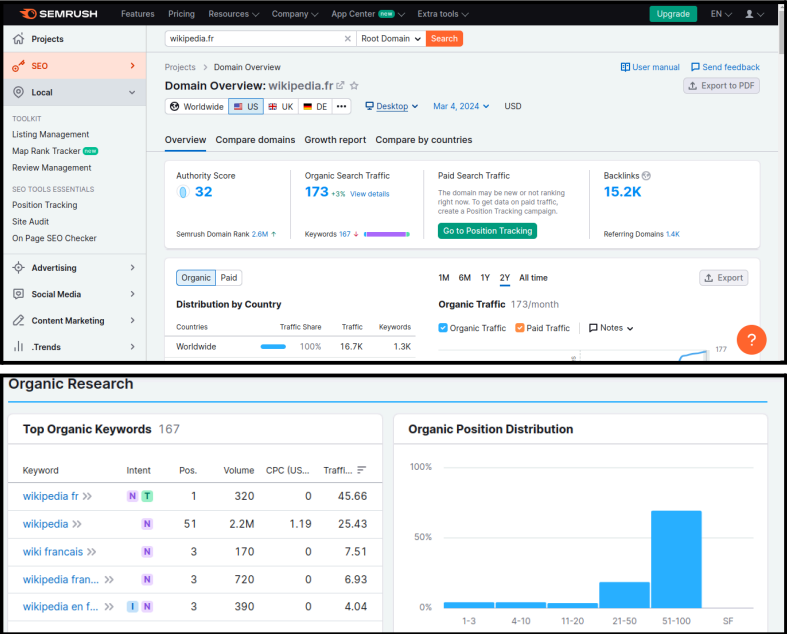 SEMRUSH Features Pricing Resources Company App Center new Extra tools Upgrade EN
Projects
wikipedia.fr × Root Domain Search
SEO
Projects > Domain Overview
User manual Send feedback
Domain Overview: wikipedia.fr
Export to PDF
Local
Worldwide US UK DE ••• Desktop Mar 4, 2024 USD
TOOLKIT
Listing Management
Map Rank Tracker new
Review Management
SEO TOOLS ESSENTIALS
Position Tracking
Site Audit
On Page SEO Checker
Advertising
Social Media
Content Marketing
.Trends
Overview Compare domains Growth report Compare by countries
Authority Score
32
Semrush Domain Rank 2.6M ↑
Organic Search Traffic
173 +3% View details
Keywords 167 ↓
Paid Search Traffic
The domain may be new or not ranking
right now. To get data on paid traffic,
create a Position Tracking campaign.
Go to Position Tracking
Backlinks
15.2K
Referring Domains 1.4K
Organic Paid
1M 6M 1Y 2Y All time
Export
Distribution by Country
Countries Traffic Share Traffic Keywords
Worldwide 100% 16.7K 1.3K
Organic Traffic 173/month
Organic Traffic Paid Traffic Notes
177
?
Organic Research
Top Organic Keywords 167
Keyword Intent Pos. Volume CPC (US... Traffi...
wikipedia fr N T 1 320 0 45.66
wikipedia N 51 2.2M 1.19 25.43
wiki francais N 3 170 0 7.51
wikipedia fran... N 3 720 0 6.93
wikipedia en f... I N 3 390 0 4.04
Organic Position Distribution
100%
50%
0%
1-3 4-10 11-20 21-50 51-100 SF